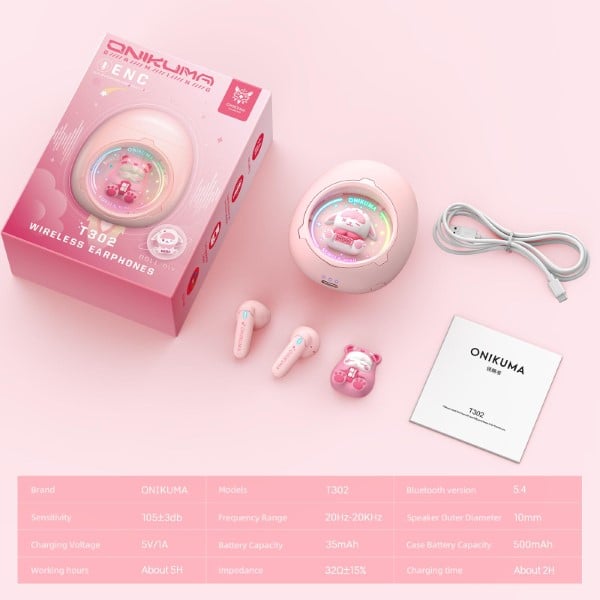 ONIKUMA
ENC
T302
WIRELESS EARPHONES
ONIKUMA
ONIKUMA
ONIKUMA
ONIKUMA
T302
Brand ONIKUMA Models T302 Bluetooth version 5.4
Sensitivity 105±3db Frequency Range 20Hz-20KHz Speaker Outer Diameter 10mm
Charging Voltage 5V/1A Battery Capacity 35mAh Case Battery Capacity 500mAh
Working hours About 5H Impedance 32Ω±15% Charging time About 2H